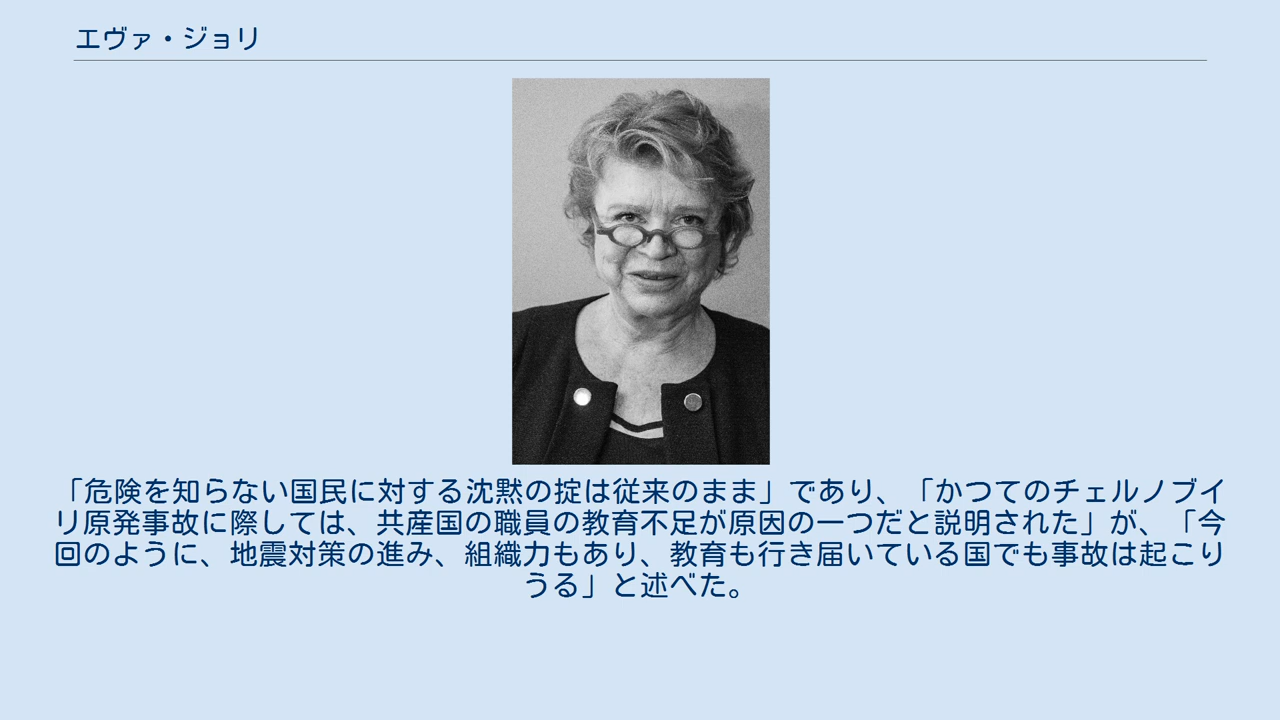 エヴァ・ジョリ
「危険を知らない国民に対する沈黙の掟は従来のまま」であり、「かつてのチェルノブイ
リ原発事故に際しては、共産国の職員の教育不足が原因の一つだと説明された」が、「今
回のように、地震対策の進み、組織力もあり、教育も行き届いている国でも事故は起こり
うる」と述べた。